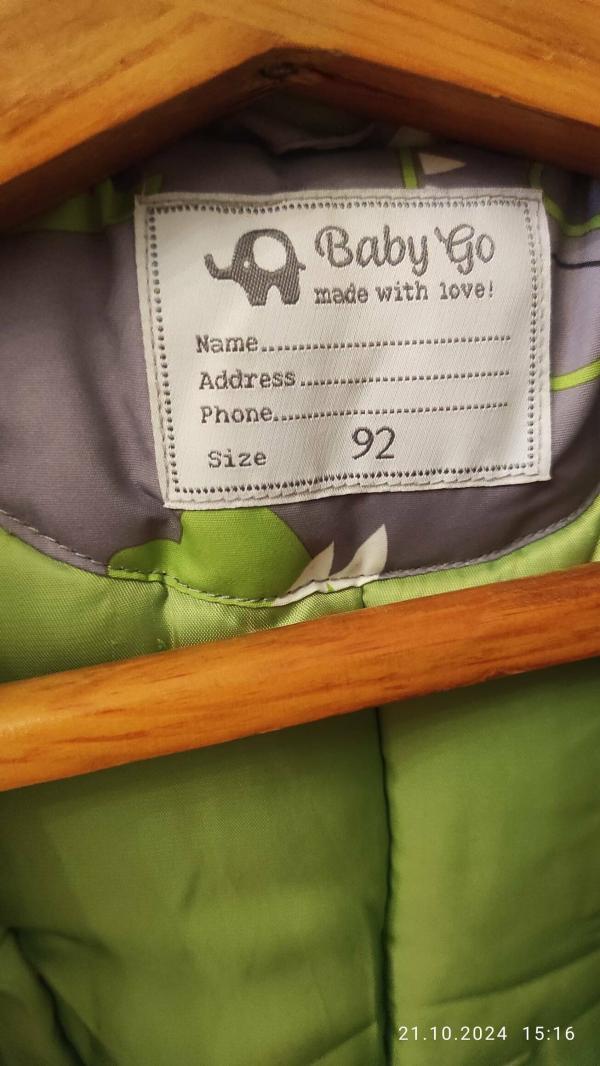 Baby Go
made with love!
Name........................................
Address...................................
Phone......................................
Size 92
21.10.2024 15:16